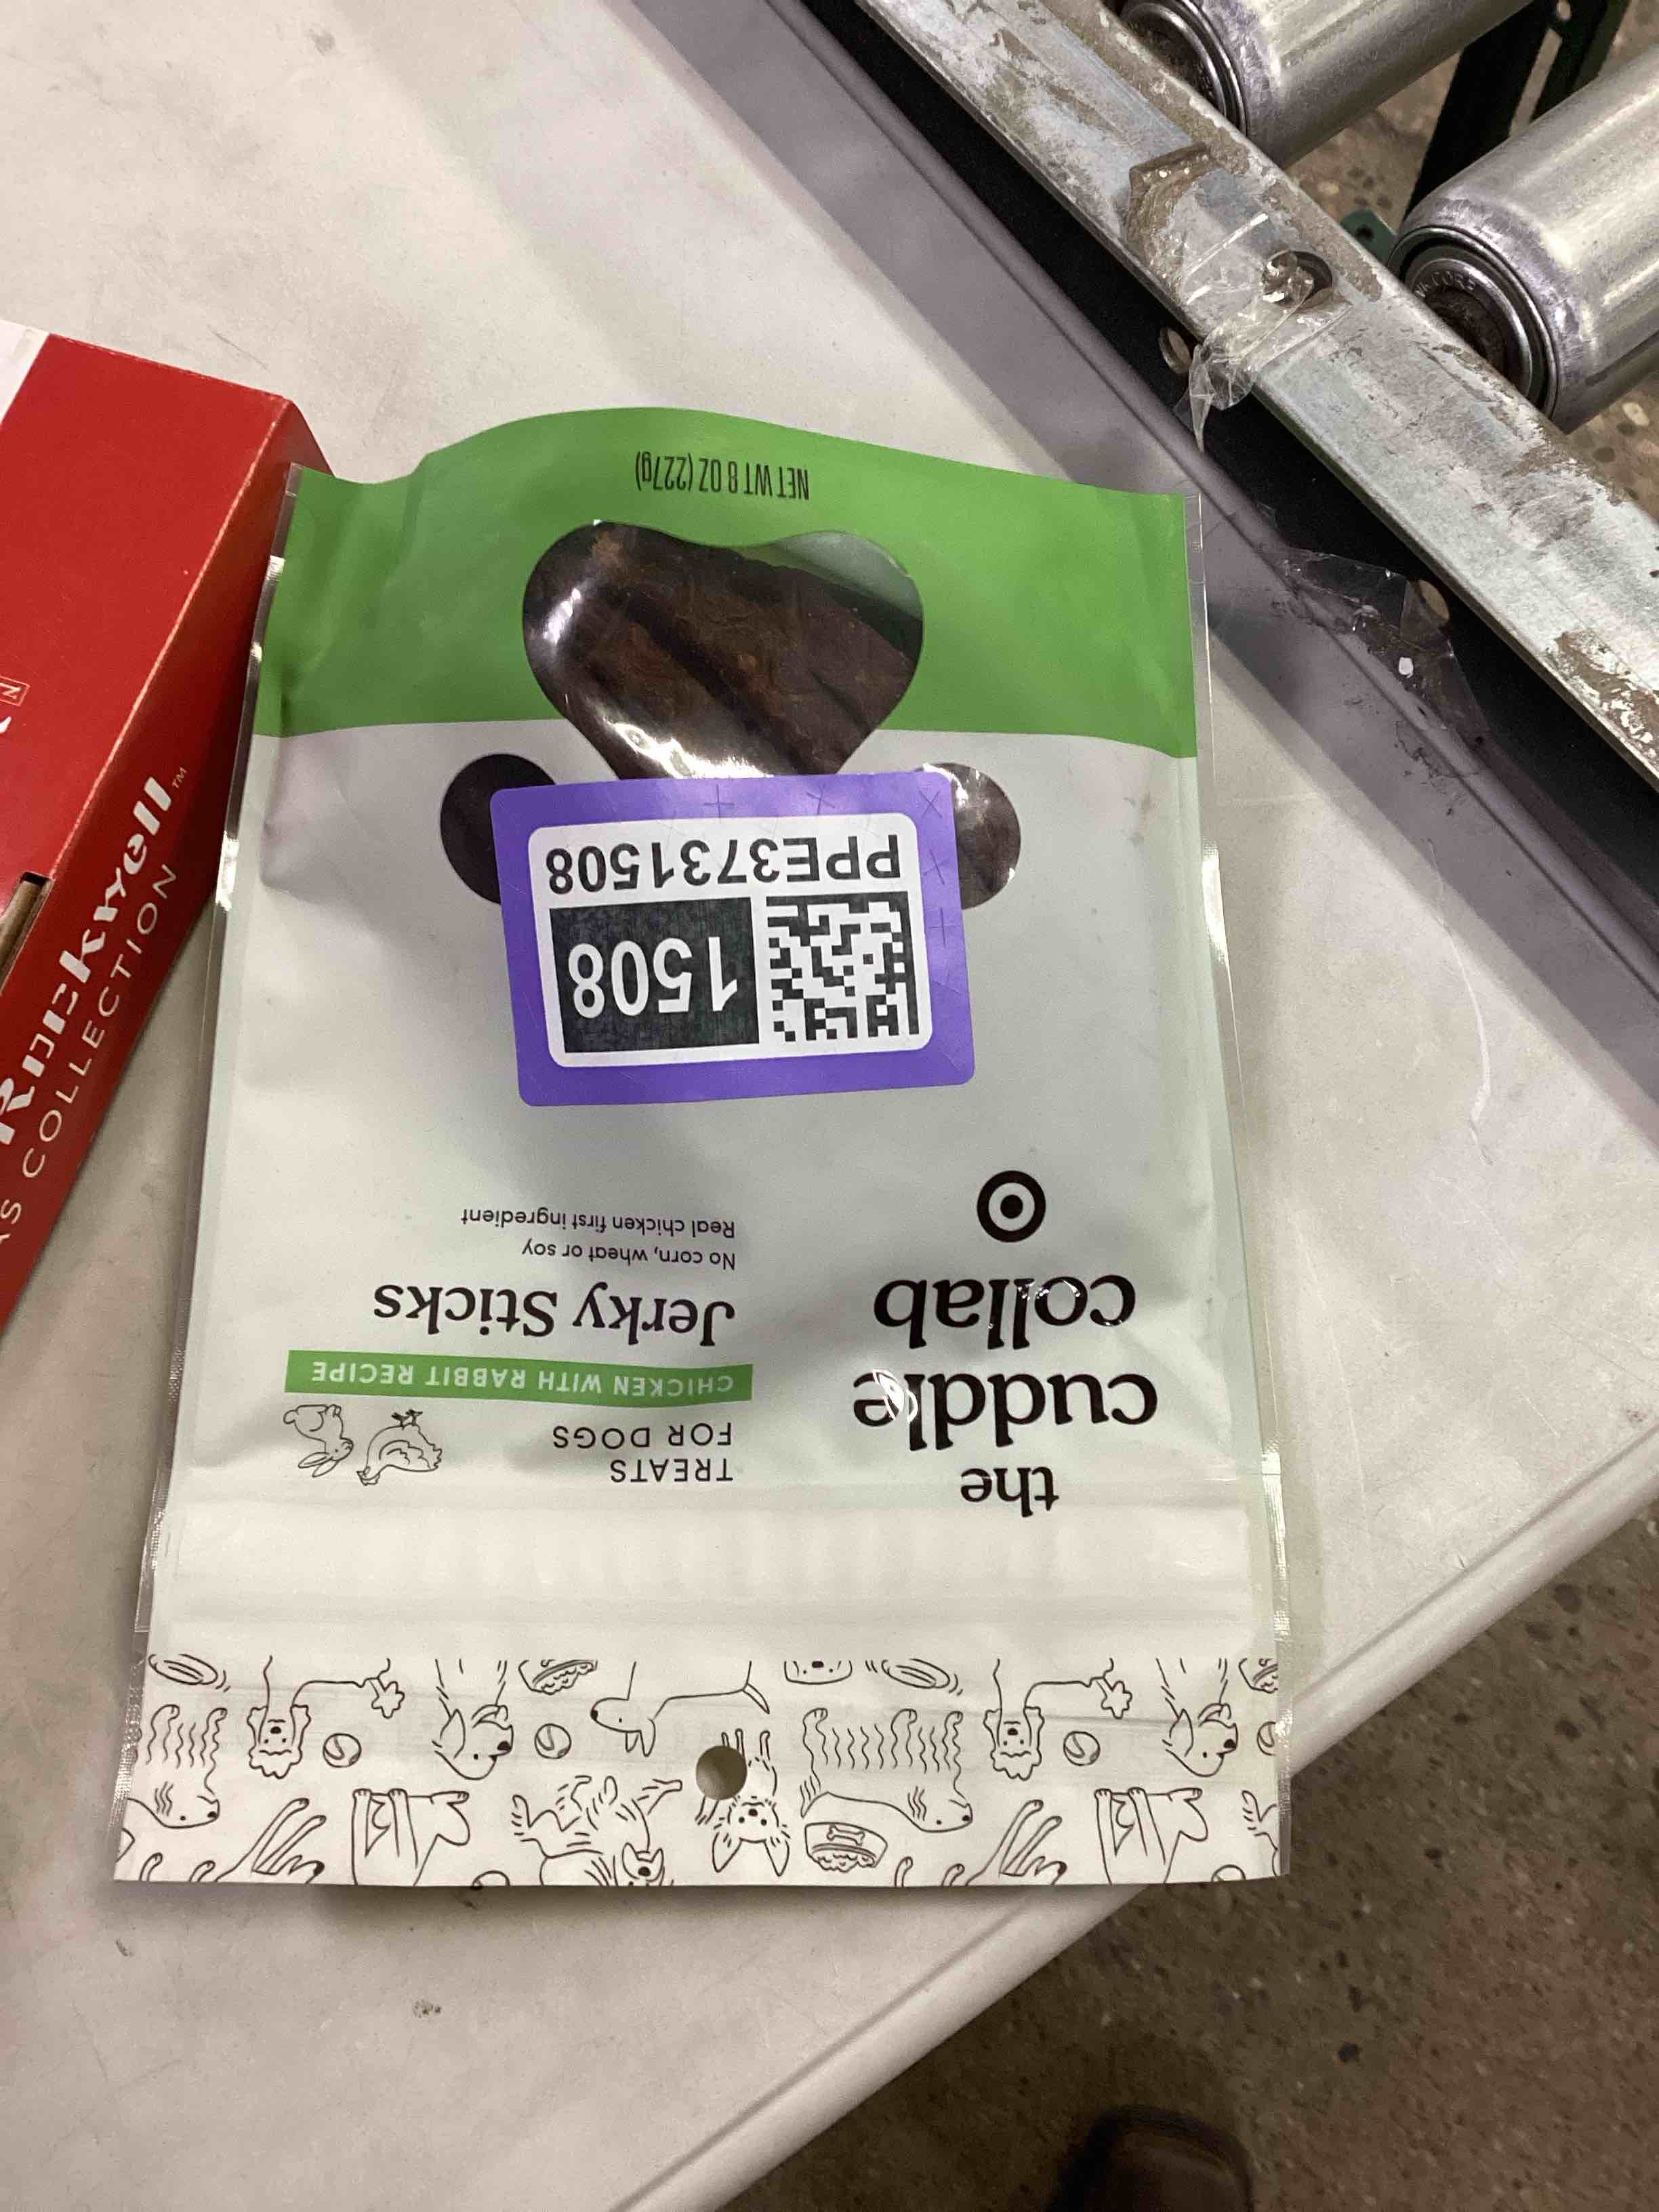 the
cuddle
collab
TREATS
FOR DOGS
CHICKEN WITH RABBIT RECIPE
Jerky Sticks
No corn, wheat or soy
Real chicken first ingredient
1508
PPE3731508
NET WT 8 OZ (227g)
Rockwell™
COLLECTION